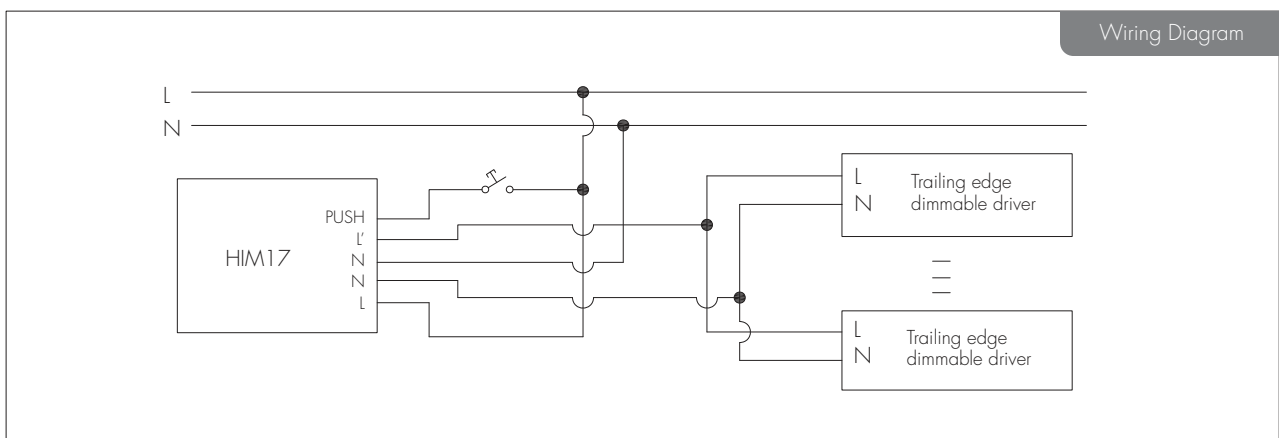 Wiring Diagram
L
N
HIM17
PUSH
L'
N
N
L
L
N
Trailing edge
dimmable driver
L
N
Trailing edge
dimmable driver